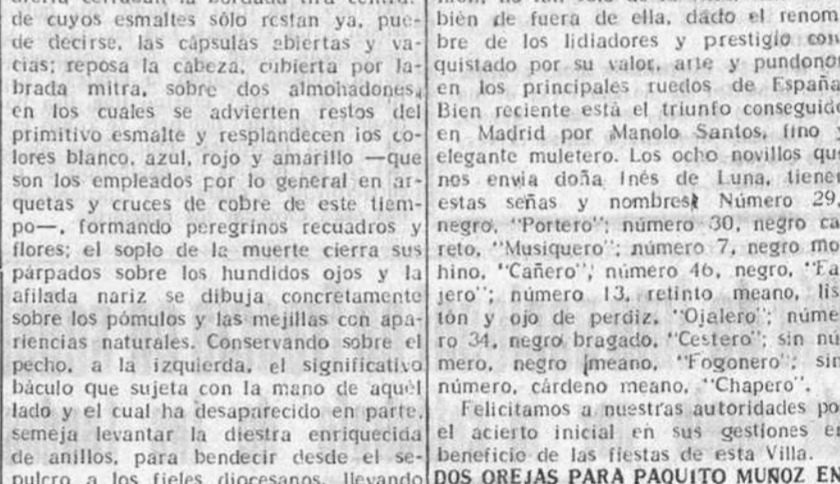 de cuyos esmaltes sólo restan ya, pue-
de decirse, las cápsulas abiertas y va-
cias; reposa la cabeza, cubierta por la-
brada mitra, sobre dos almohadones,
en los cuales se advierten restos del
primitivo esmalte y resplandecen los co-
lores blanco, azul, rojo y amarillo —que
son los empleados por lo general en ar-
quetas y cruces de cobre de este tiem-
po—, formando peregrinos recuadros y
flores; el soplo de la muerte cierra sus
párpados sobre los hundidos ojos y la
afilada nariz se dibuja concretamente
sobre los pómulos y las mejillas con apa-
riencias naturales. Conservando sobre el
pecho, a la izquierda, el significativo
báculo que sujeta con la mano de aquel
lado y el cual ha desaparecido en parte,
semeja levantar la diestra enriquecida
de anillos, para bendecir desde el se-
pulcro a los fieles diocesanos, llevando
bién de fuera de ella, dado el renom
bre de los lidiadores y prestigio con
quistado por su valor, arte y pundonor
en los principales ruedos de España
Bien reciente está el triunfo conseguido
en Madrid por Manolo Santos, fino
elegante muletero. Los ocho novillos que
nos envia doña Inés de Luna, tienen
estas señas y nombres: Número 29,
negro, "Portero"; número 30, negro ca
reto, "Musiquero"; número 7, negro mo
hino, "Cañero"; número 46, negro, "Fa
jero"; número 13, retinto meano, lis
tón y ojo de perdiz, "Ojalero"; núme
ro 34, negro bragado, "Cestero"; sin nú
mero, negro meano, "Fogonero"; sin
número, cárdeno meano, "Chapero".
Felicitamos a nuestras autoridades po
el acierto inicial en sus gestiones en
beneficio de las fiestas de esta Villa.
DOS OREJAS PARA PAQUITO MUÑOZ EN